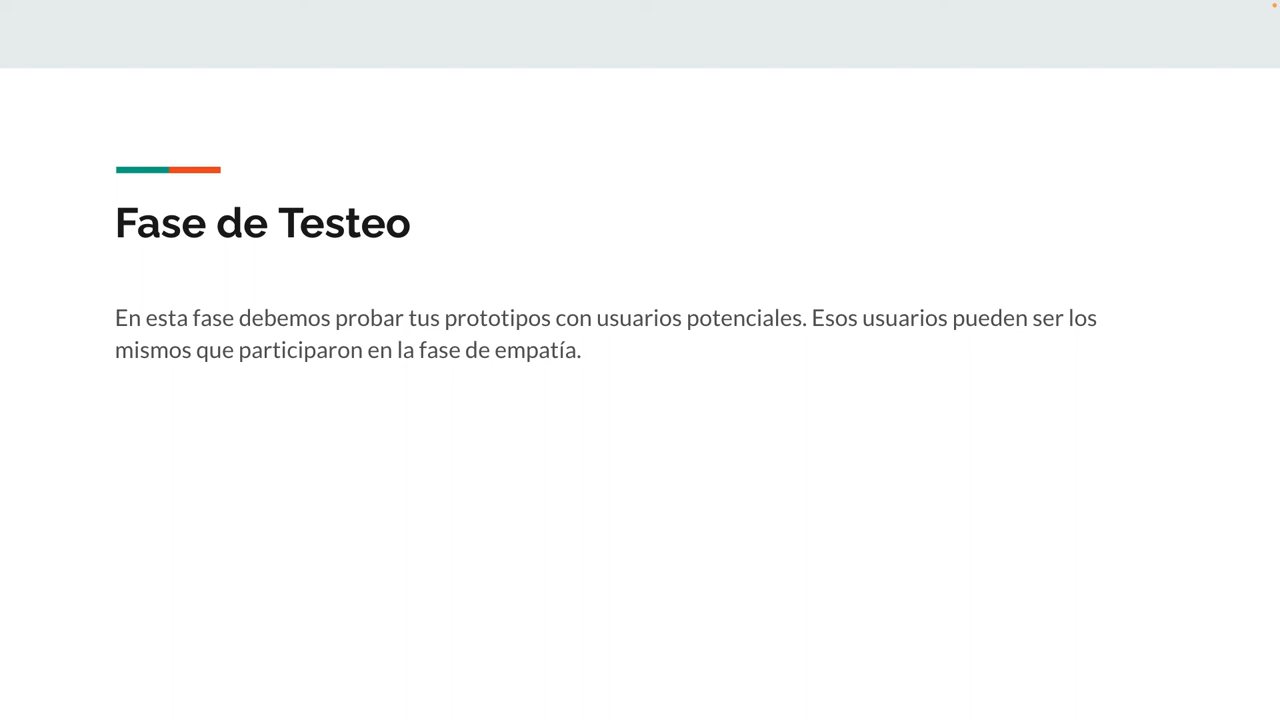 Fase de Testeo
En esta fase debemos probar tus prototipos con usuarios potenciales. Esos usuarios pueden ser los
mismos que participaron en la fase de empatía.